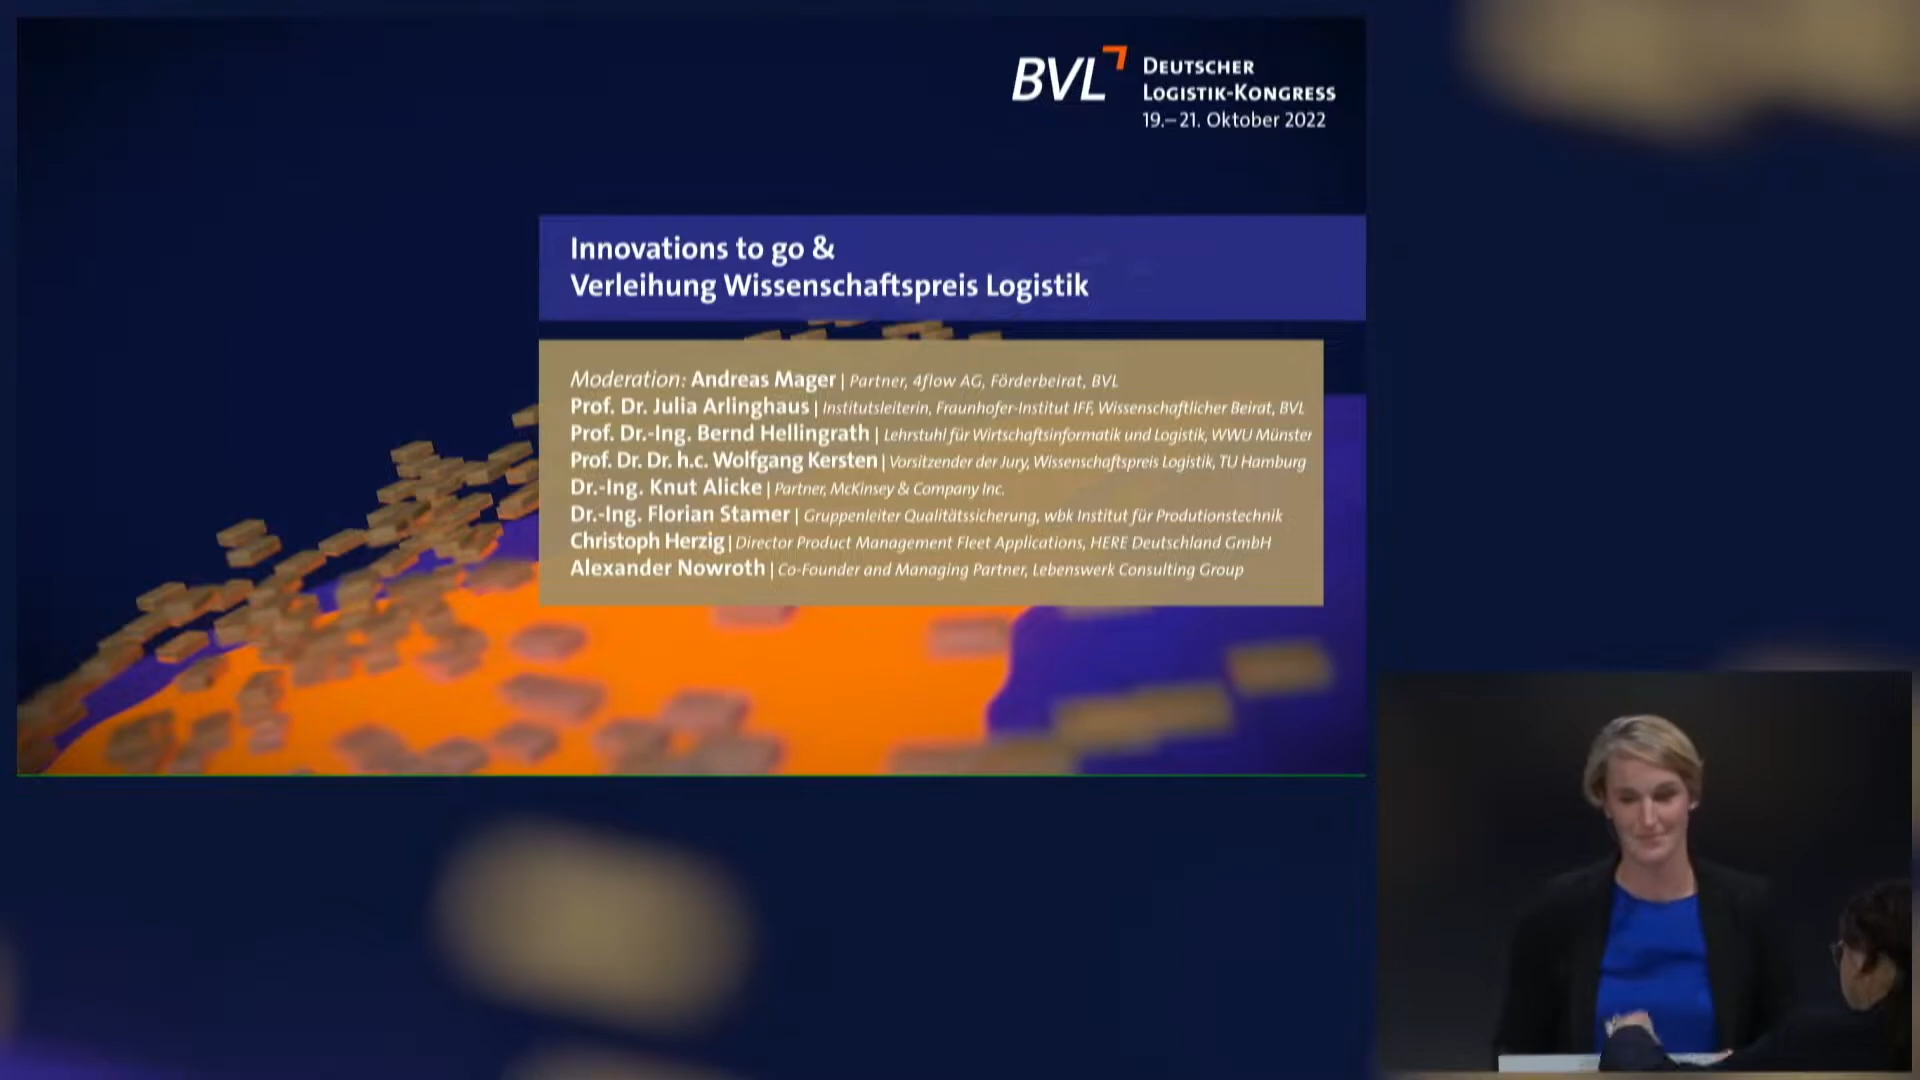 BVL
DEUTSCHER
LOGISTIK-KONGRESS
19.–21. Oktober 2022
Innovations to go &
Verleihung Wissenschaftspreis Logistik
Moderation: Andreas Mager | Partner, 4flow AG, Förderbeirat, BVL
Prof. Dr. Julia Arlinghaus | Institutsleiterin, Fraunhofer-Institut IFF, Wissenschaftlicher Beirat, BVL
Prof. Dr.-Ing. Bernd Hellingrath | Lehrstuhl für Wirtschaftsinformatik und Logistik, WWU Münster
Prof. Dr. Dr. h.c. Wolfgang Kersten | Vorsitzender der Jury, Wissenschaftspreis Logistik, TU Hamburg
Dr.-Ing. Knut Alicke | Partner, McKinsey & Company Inc.
Dr.-Ing. Florian Stamer | Gruppenleiter Qualitätssicherung, wbk Institut für Produtionstechnik
Christoph Herzig | Director Product Management Fleet Applications, HERE Deutschland GmbH
Alexander Nowroth | Co-Founder and Managing Partner, Lebenswerk Consulting Group